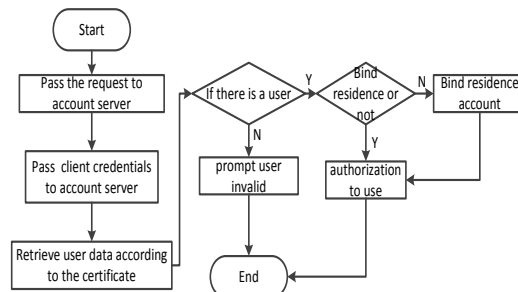 Start
Pass the request to
account server
Pass client credentials
to account server
Retrieve user data according
to the certificate
If there is a user
Y
N
prompt user
invalid
Bind
residence or
not
N
Y
Bind residence
account
authorization
to use
End